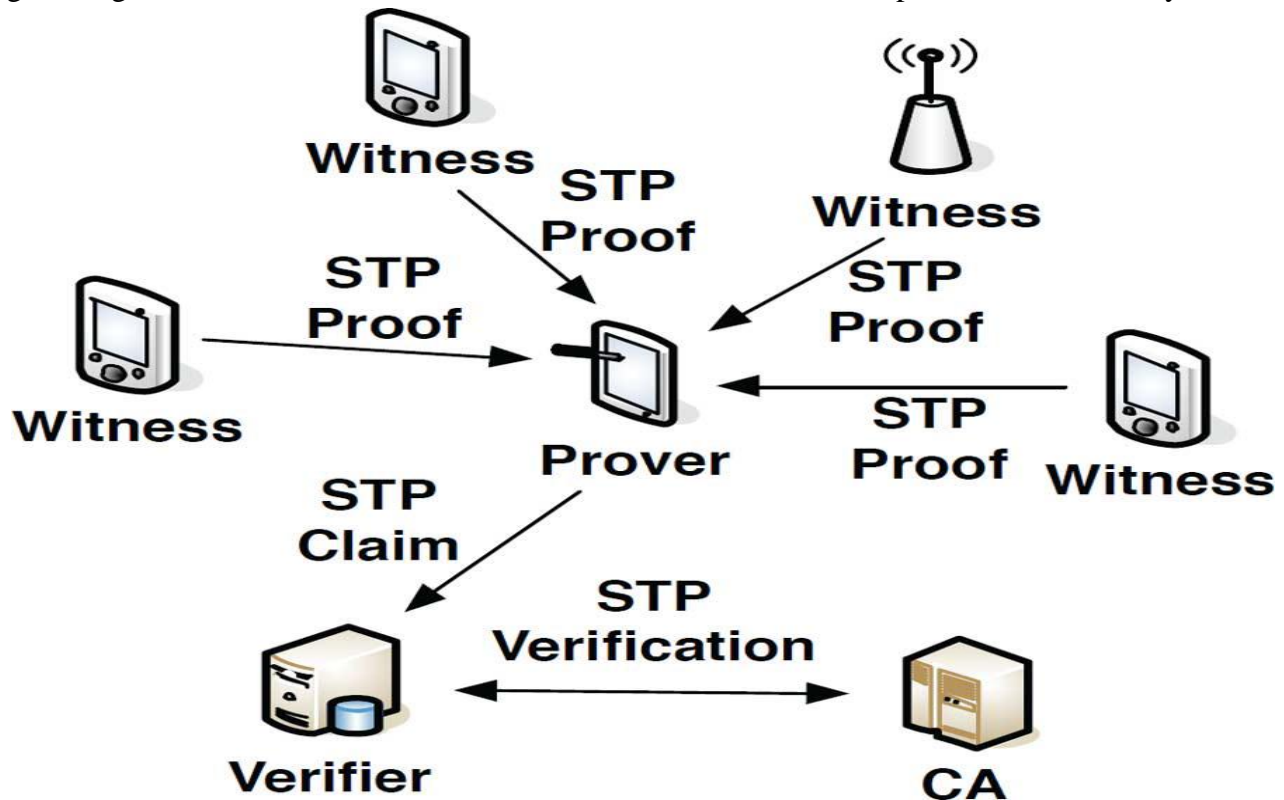 Witness
STP
Proof
Witness
STP
Proof
STP
Proof
Witness
Prover
STP
Proof
Witness
STP
Claim
STP
Verification
Verifier
CA